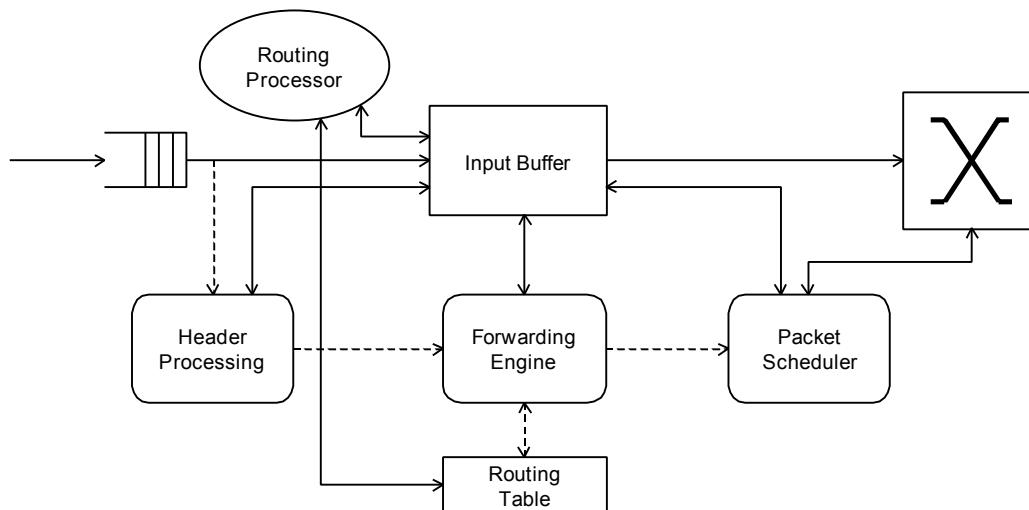 Routing
Processor
Input Buffer
Header
Processing
Forwarding
Engine
Packet
Scheduler
Routing
Table